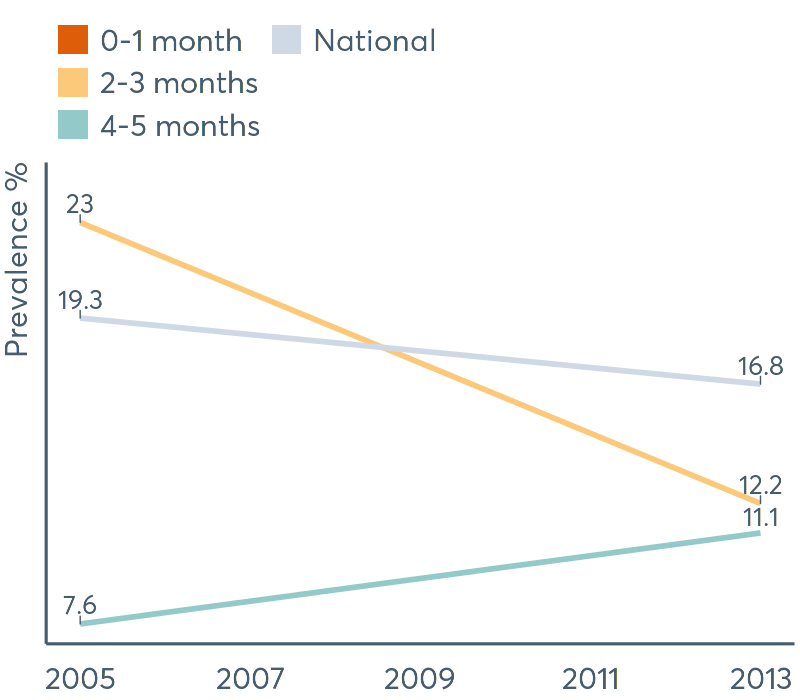 0-1 month National
2-3 months
4-5 months
Prevalence %
23
19.3
16.8
12.2
11.1
7.6
2005 2007 2009 2011 2013